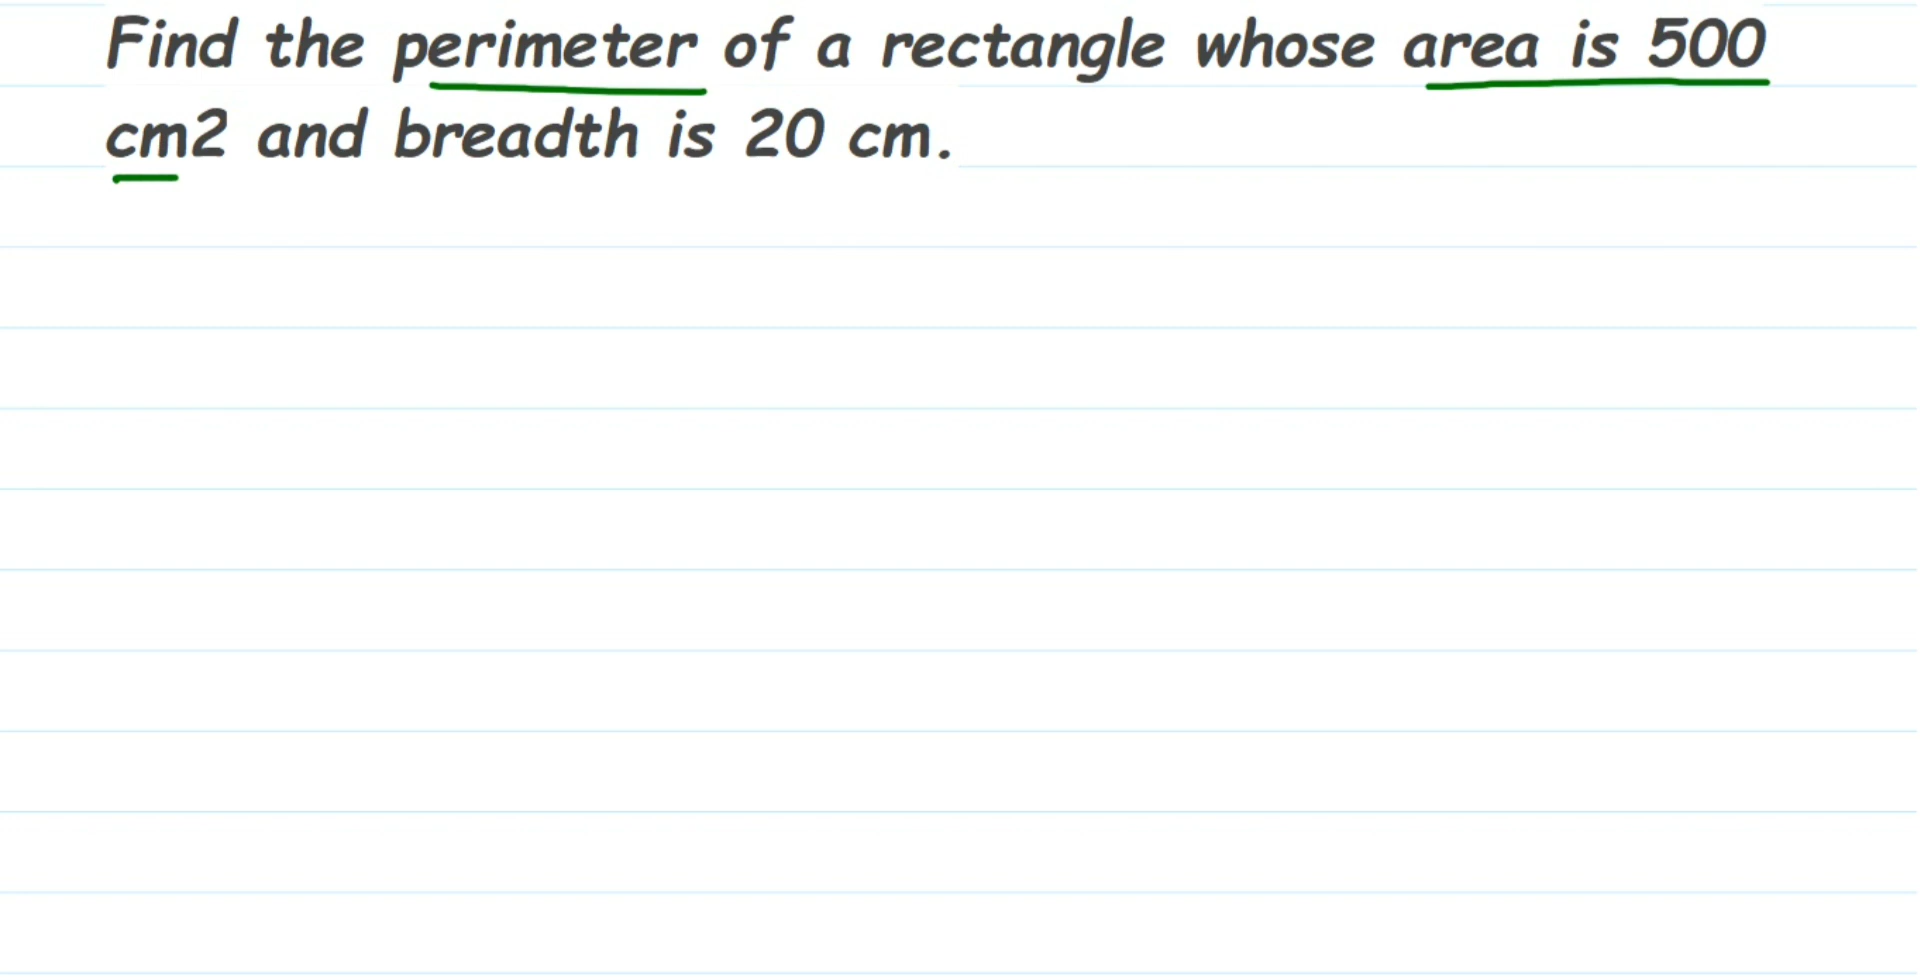 Find the perimeter of a rectangle whose area is 500
cm2 and breadth is 20 cm.